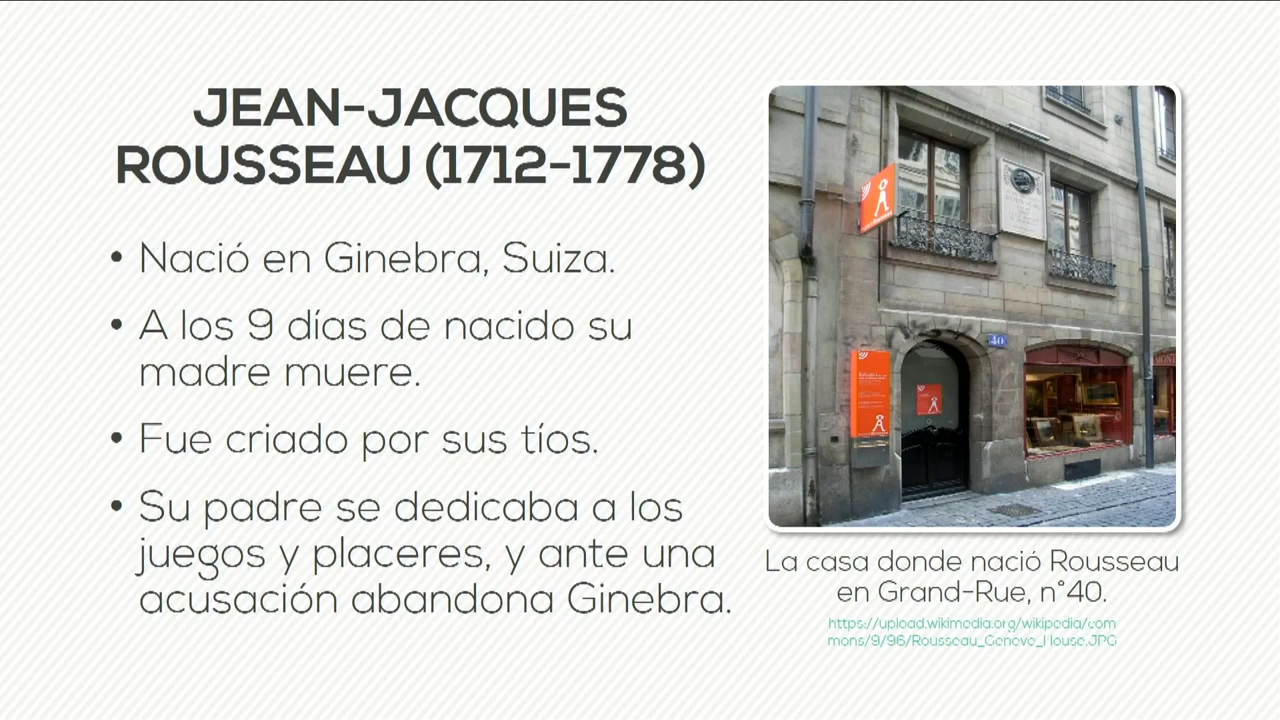 JEAN-JACQUES
ROUSSEAU (1712-1778)
• Nació en Ginebra, Suiza.
• A los 9 días de nacido su
madre muere.
• Fue criado por sus tíos.
• Su padre se dedicaba a los
juegos y placeres, y ante una
acusación abandona Ginebra.
40
La casa donde nació Rousseau
en Grand-Rue, n°40.
https://upload.wikimedia.org/wikipedia/com
mons/9/96/Rousseau_Geneve_House.JPG